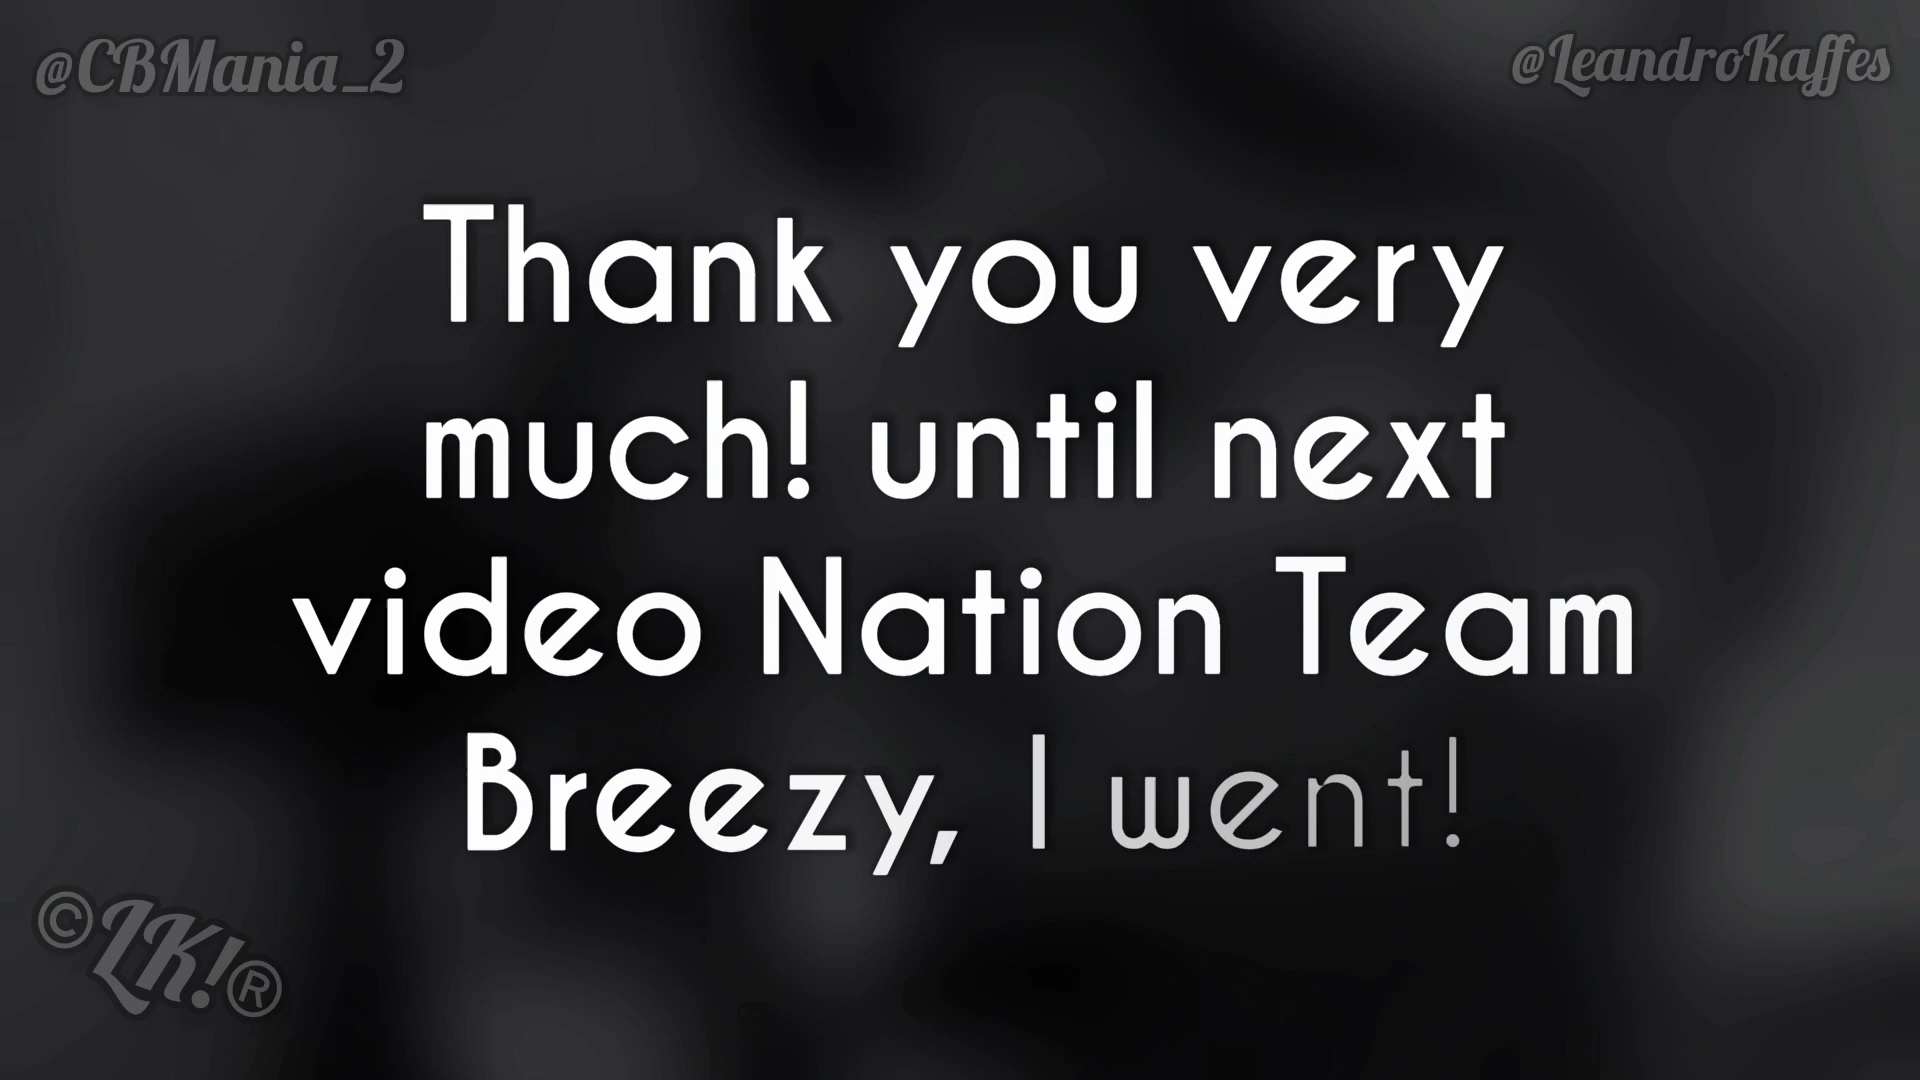 @CBMania_2
@LeandroKaffes
Thank you very
much! until next
video Nation Team
Breezy, I went!
©LK!®